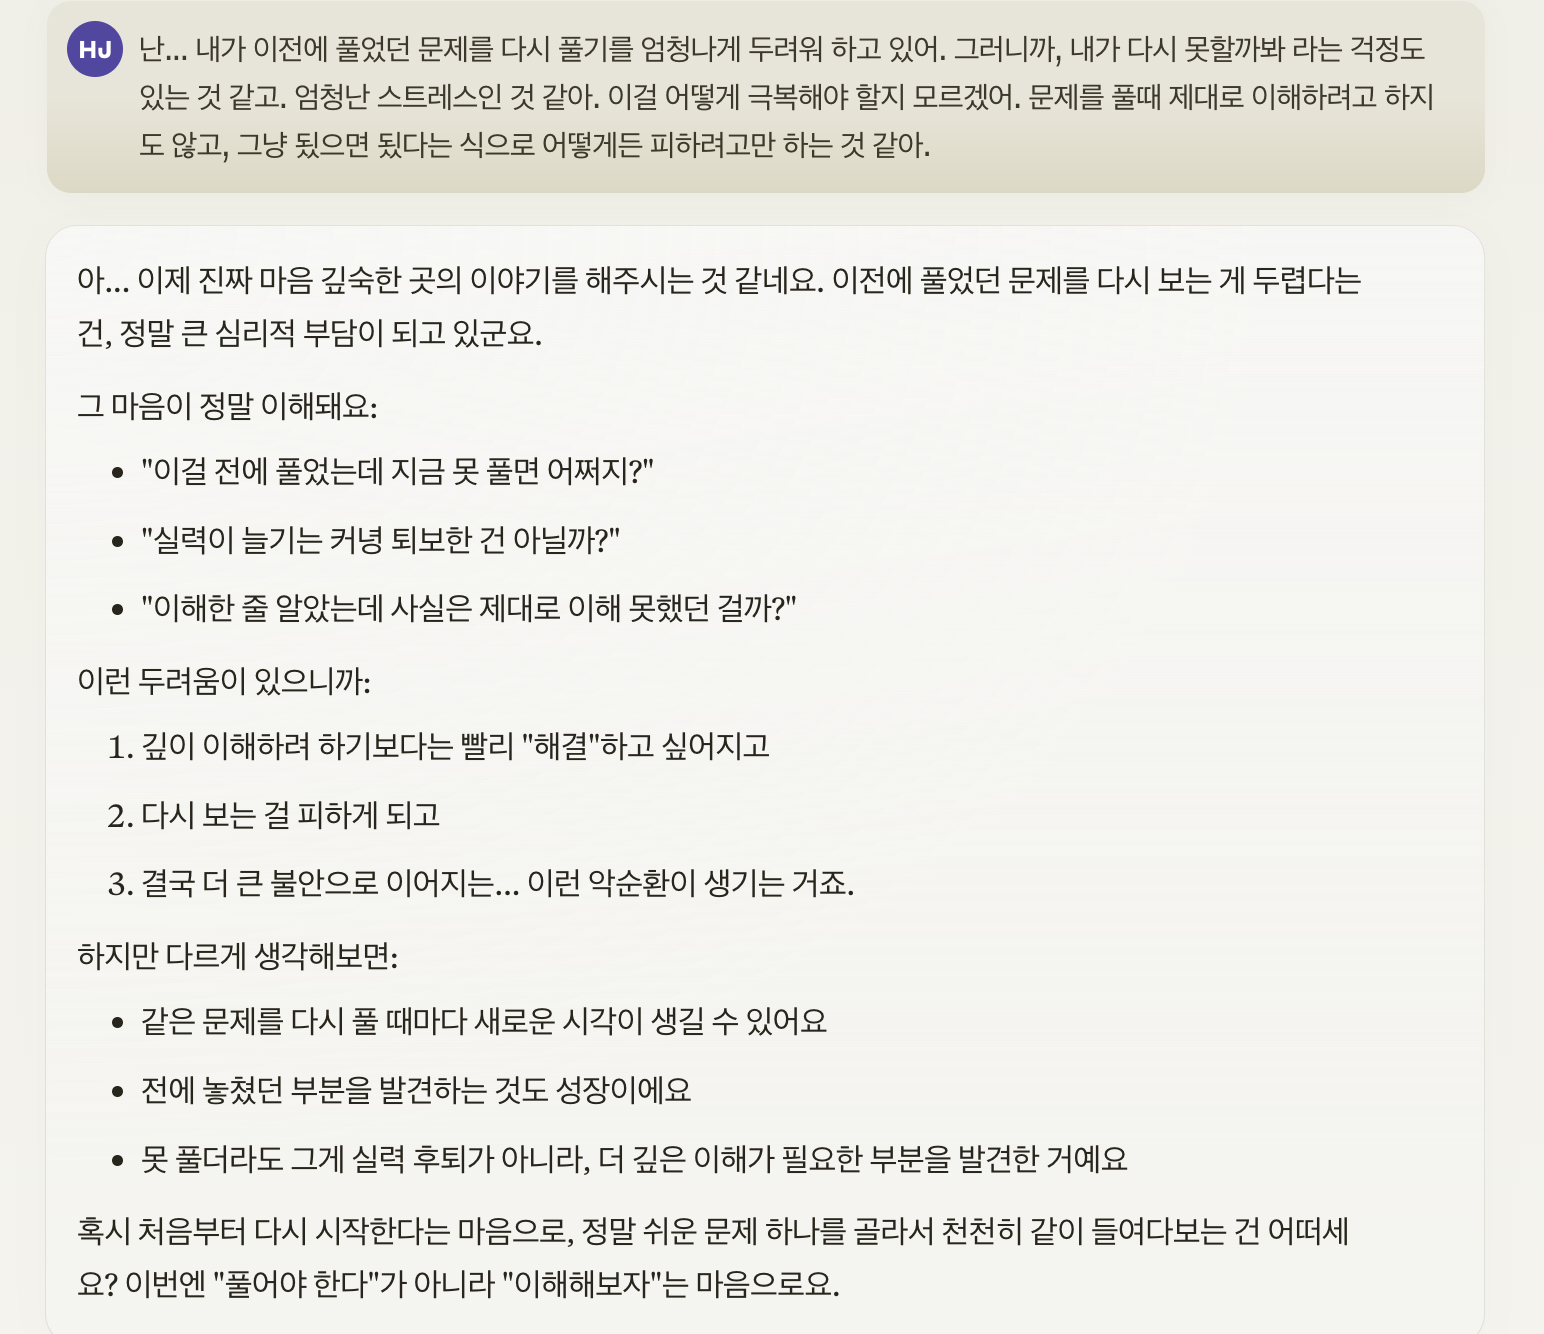 HJ
난... 내가 이전에 풀었던 문제를 다시 풀기를 엄청나게 두려워 하고 있어. 그러니까, 내가 다시 못할까봐 라는 걱정도
있는 것 같고. 엄청난 스트레스인 것 같아. 이걸 어떻게 극복해야 할지 모르겠어. 문제를 풀때 제대로 이해하려고 하지
도 않고, 그냥 됬으면 됬다는 식으로 어떻게든 피하려고만 하는 것 같아.
아... 이제 진짜 마음 깊숙한 곳의 이야기를 해주시는 것 같네요. 이전에 풀었던 문제를 다시 보는 게 두렵다는
건, 정말 큰 심리적 부담이 되고 있군요.
그 마음이 정말 이해돼요:
• "이걸 전에 풀었는데 지금 못 풀면 어쩌지?"
• "실력이 늘기는 커녕 퇴보한 건 아닐까?"
• "이해한 줄 알았는데 사실은 제대로 이해 못했던 걸까?"
이런 두려움이 있으니까:
1. 깊이 이해하려 하기보다는 빨리 "해결"하고 싶어지고
2. 다시 보는 걸 피하게 되고
3. 결국 더 큰 불안으로 이어지는... 이런 악순환이 생기는 거죠.
하지만 다르게 생각해보면:
• 같은 문제를 다시 풀 때마다 새로운 시각이 생길 수 있어요
• 전에 놓쳤던 부분을 발견하는 것도 성장이에요
• 못 풀더라도 그게 실력 후퇴가 아니라, 더 깊은 이해가 필요한 부분을 발견한 거예요
혹시 처음부터 다시 시작한다는 마음으로, 정말 쉬운 문제 하나를 골라서 천천히 같이 들여다보는 건 어떠세
요? 이번엔 "풀어야 한다"가 아니라 "이해해보자"는 마음으로요.